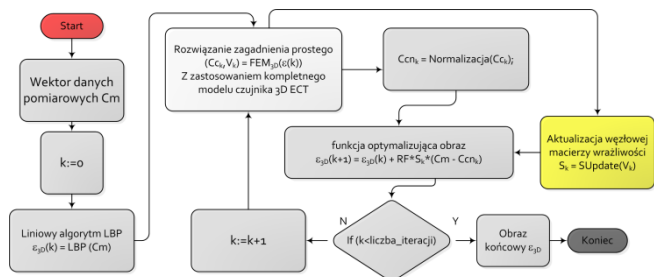 Start
Wektor danych
pomiarowych Cm
k:=0
Liniowy algorytm LBP
ε3D(k) = LBP (Cm)
Rozwiązanie zagadnienia prostego
(Cck,Vk) = FEM3D(ε(k))
Z zastosowaniem kompletnego
modelu czujnika 3D ECT
Ccnk = Normalizacja(Cck);
Aktualizacja węzłowej
macierzy wrażliwości
Sk = SUpdate(Vk)
funkcja optymalizująca obraz
ε3D(k+1) = ε3D(k) + RF*Sk*(Cm - Ccnk)
N
Y
k:=k+1
If (k<liczba_iteracji)
Obraz
końcowy ε3D
Koniec